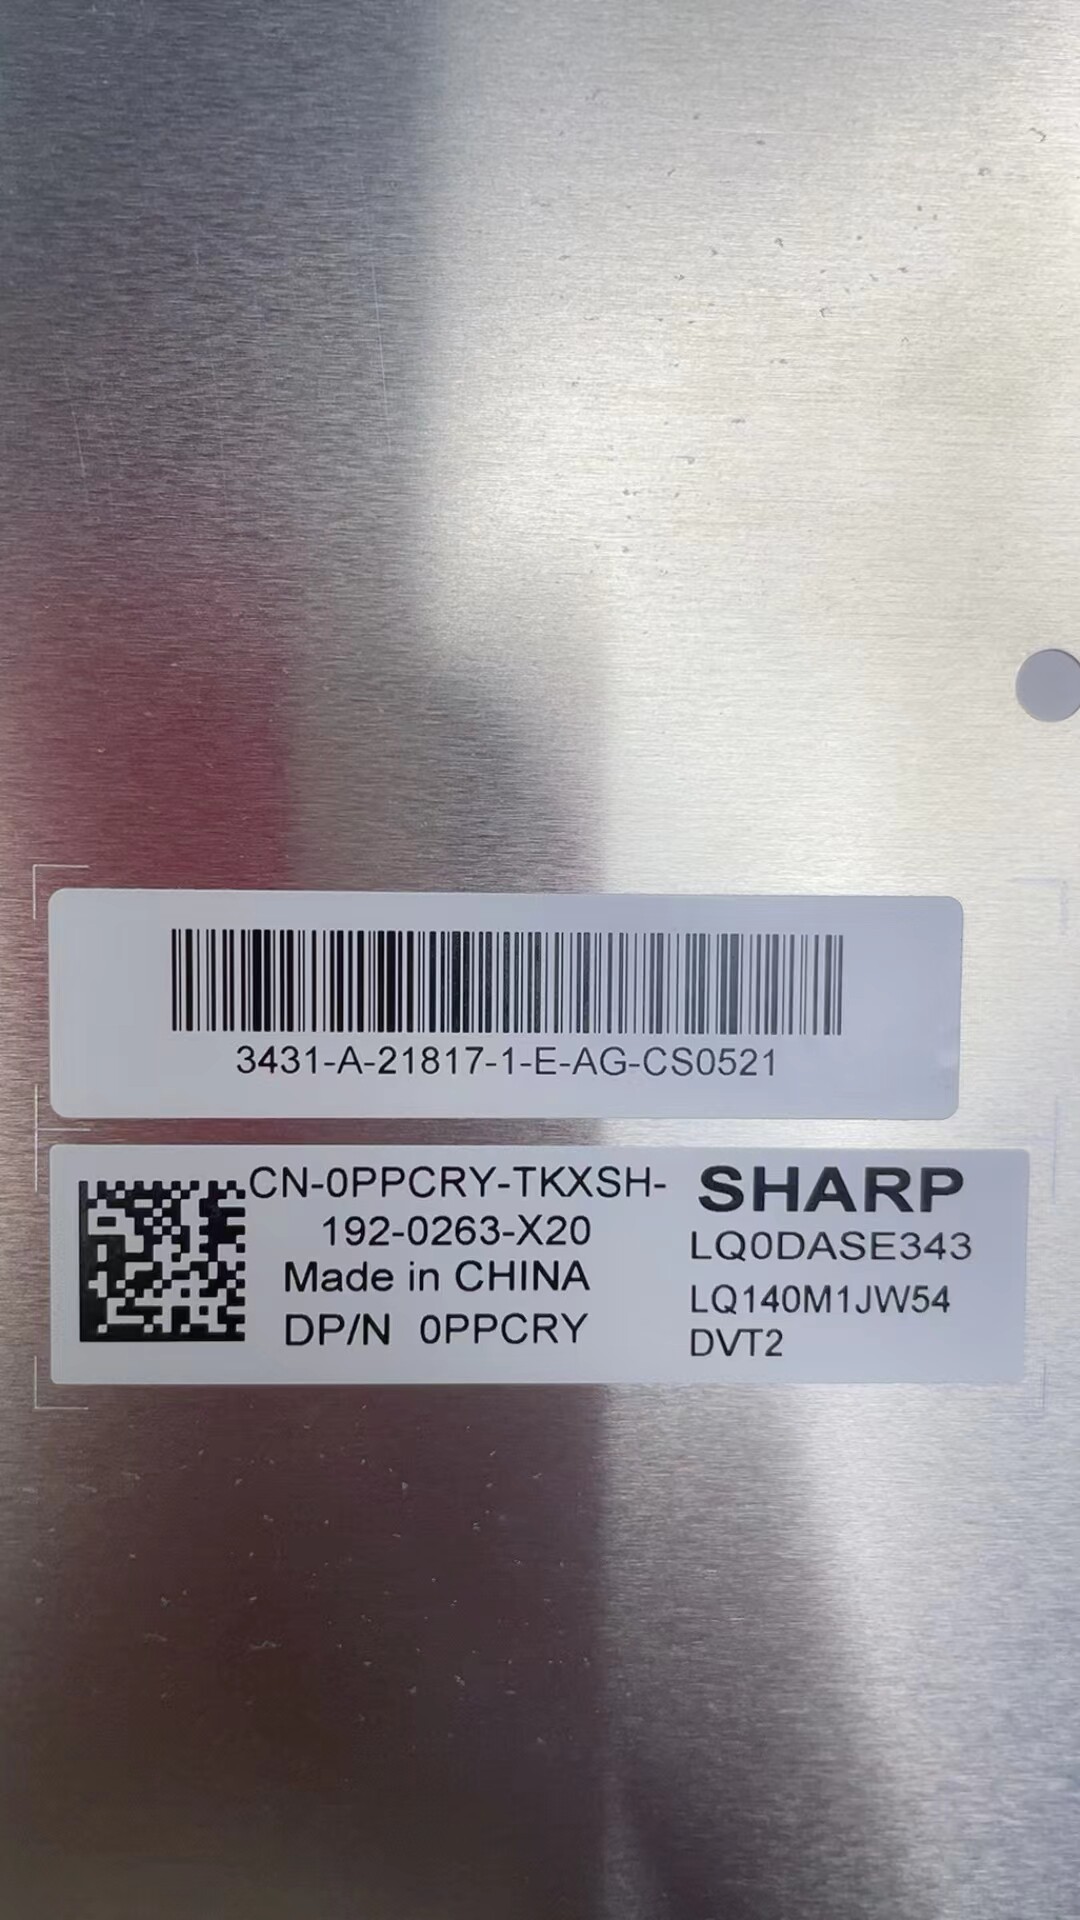 3431-A-21817-1-E-AG-CS0521
CN-0PPCRY-TKXSH-
192-0263-X20
Made in CHINA
DP/N 0PPCRY
SHARP
LQ0DASE343
LQ140M1JW54
DVT2